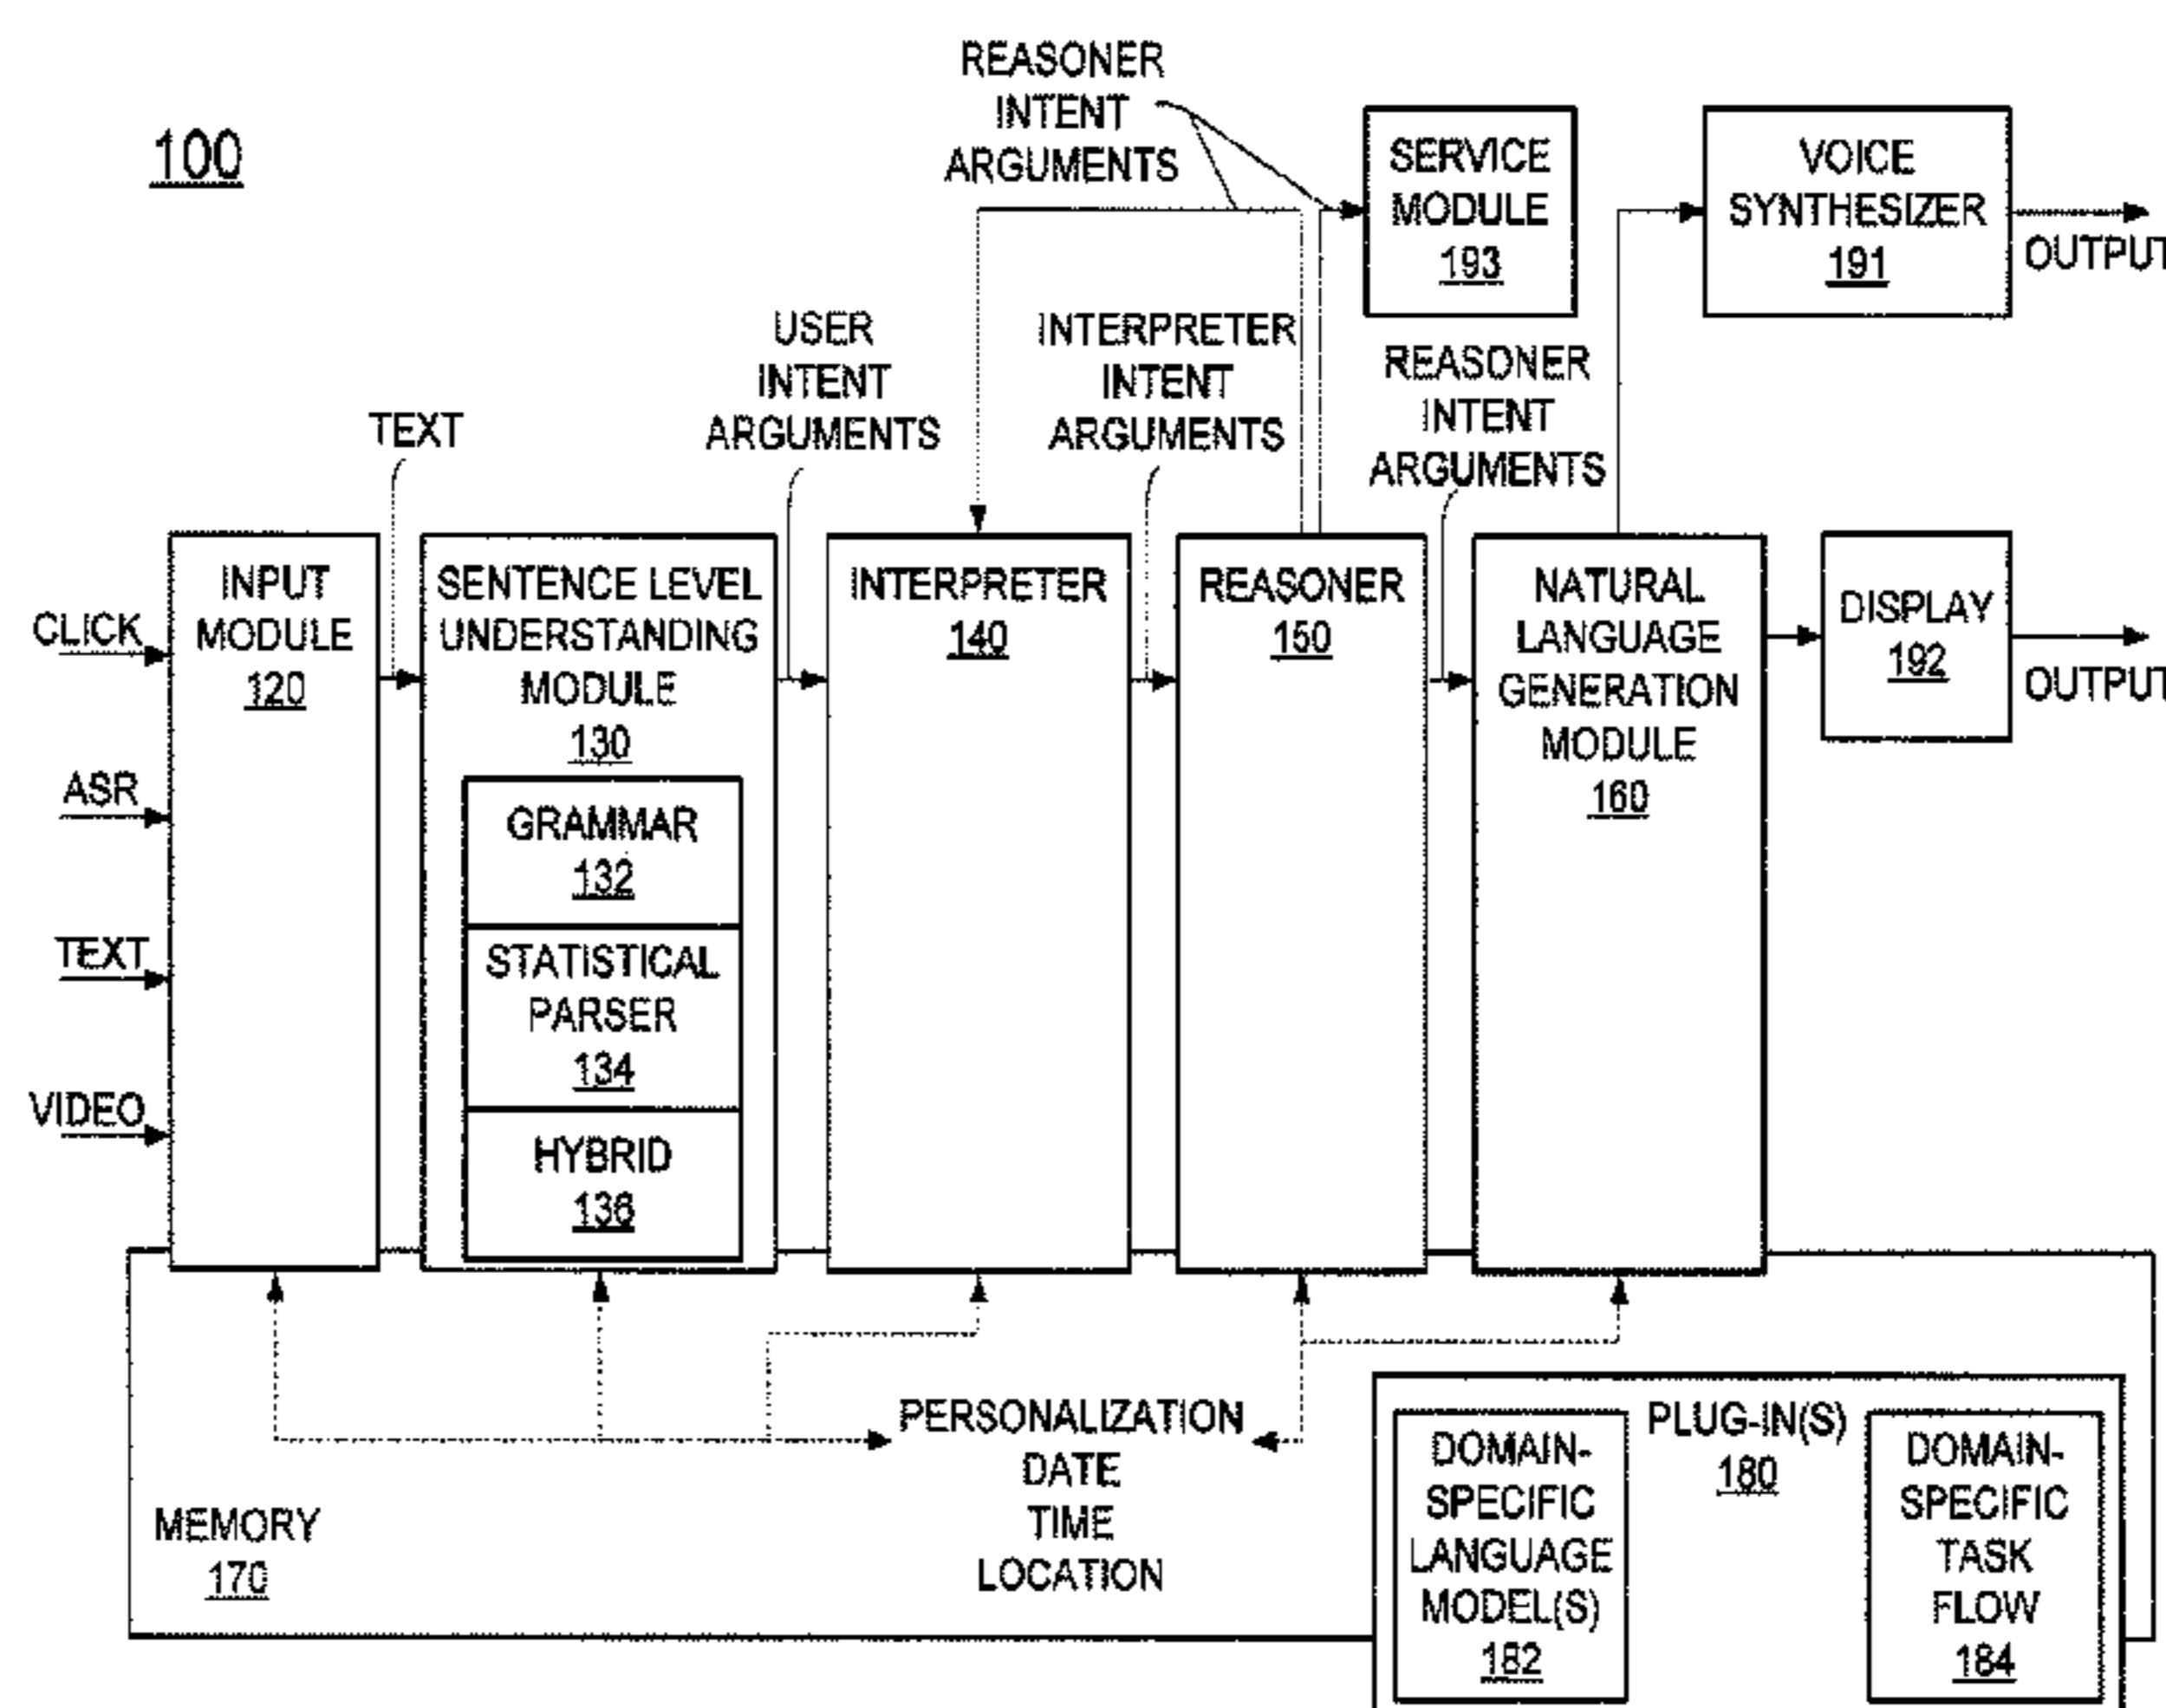 100
REASONER
INTENT
ARGUMENTS
SERVICE
MODULE
193
VOICE
SYNTHESIZER
191
OUTPUT
TEXT
USER
INTENT
ARGUMENTS
INTERPRETER
INTENT
ARGUMENTS
REASONER
INTENT
ARGUMENTS
CLICK
ASR
TEXT
VIDEO
INPUT
MODULE
120
SENTENCE LEVEL
UNDERSTANDING
MODULE
130
GRAMMAR
132
STATISTICAL
PARSER
134
HYBRID
136
INTERPRETER
140
REASONER
150
NATURAL
LANGUAGE
GENERATION
MODULE
160
DISPLAY
192
OUTPUT
MEMORY
170
PERSONALIZATION
DATE
TIME
LOCATION
PLUG-IN(S)
180
DOMAIN-
SPECIFIC
LANGUAGE
MODEL(S)
182
DOMAIN-
SPECIFIC
TASK
FLOW
184